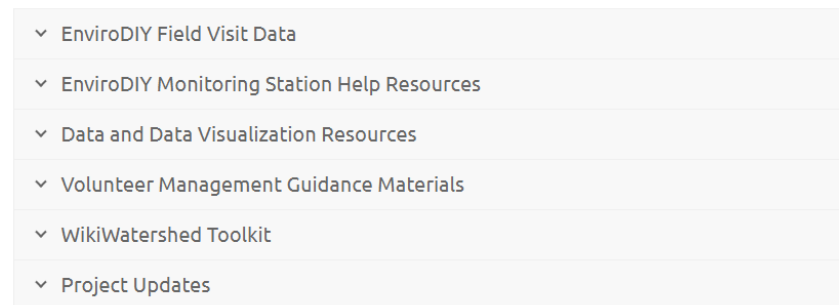 EnviroDIY Field Visit Data
EnviroDIY Monitoring Station Help Resources
Data and Data Visualization Resources
Volunteer Management Guidance Materials
WikiWatershed Toolkit
Project Updates